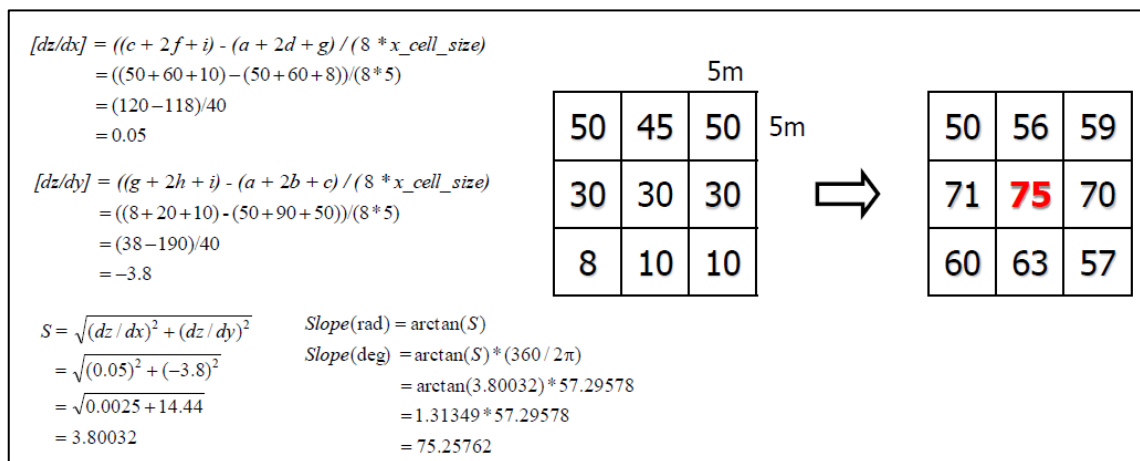 [dz/dx] = ((c + 2f + i) - (a + 2d + g) / (8 * x_cell_size)
= ((50+60+10)−(50+60+8))/(8*5)
= (120−118)/40
= 0.05
[dz/dy] = ((g + 2h + i) - (a + 2b + c) / (8 * x_cell_size)
= ((8+20+10)-(50+90+50))/(8*5)
= (38−190)/40
= −3.8
S = √(dz/dx)² + (dz/dy)²
= √(0.05)² + (−3.8)²
= √0.0025+14.44
= 3.80032
Slope(rad) = arctan(S)
Slope(deg) = arctan(S)*(360/2π)
= arctan(3.80032)*57.29578
= 1.31349*57.29578
= 75.25762
5m
50 45 50 5m
30 30 30
8 10 10
50 56 59
71 75 70
60 63 57